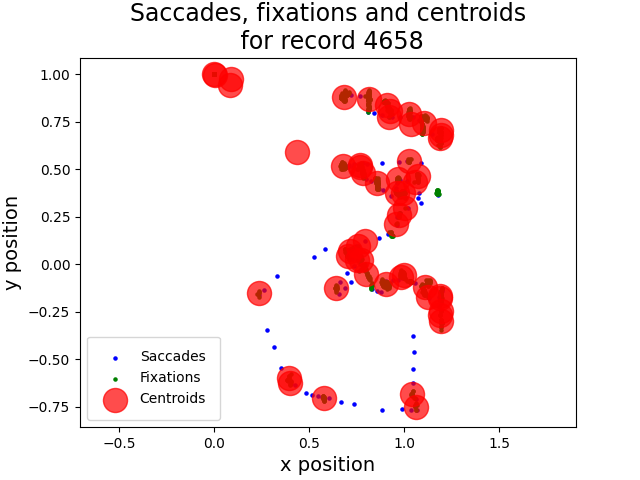 Saccades, fixations and centroids
for record 4658
1.00
0.75
0.50
0.25
0.00
−0.25
−0.50
−0.75
y position
Saccades
Fixations
Centroids
−0.5
0.0
0.5
1.0
1.5
x position